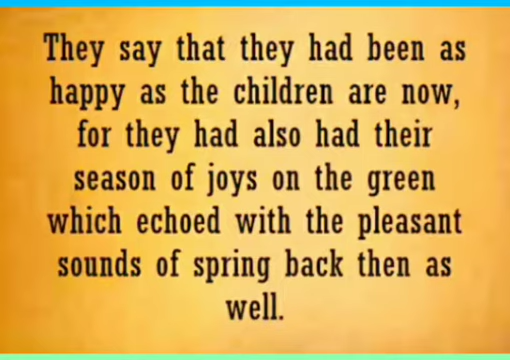 They say that they had been as
happy as the children are now,
for they had also had their
season of joys on the green
which echoed with the pleasant
sounds of spring back then as
well.